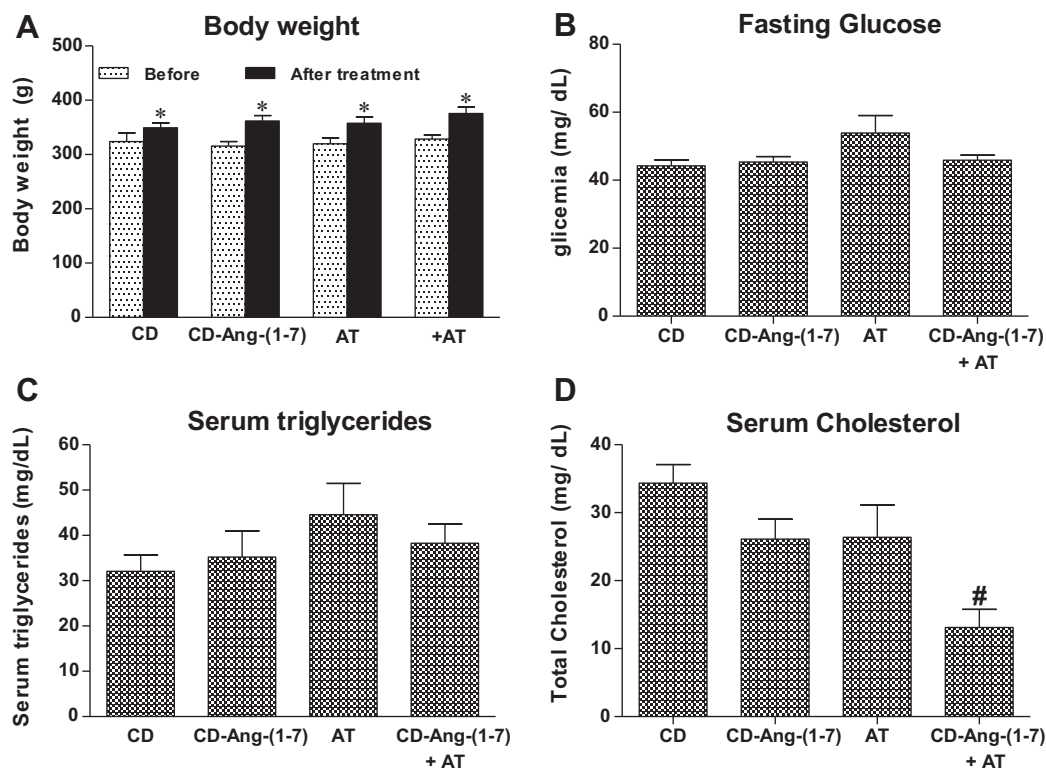 A
Body weight
500
400
300
200
100
0
Body weight (g)
Before
After treatment
*
*
*
*
CD
CD-Ang-(1-7)
AT
+AT
B
Fasting Glucose
80
60
40
20
0
glicemia (mg/ dL)
CD
CD-Ang-(1-7)
AT
CD-Ang-(1-7)
+ AT
C
Serum triglycerides
60
50
40
30
20
10
0
Serum triglycerides (mg/dL)
CD
CD-Ang-(1-7)
AT
CD-Ang-(1-7)
+ AT
D
Serum Cholesterol
40
30
20
10
0
Total Cholesterol (mg/ dL)
#
CD
CD-Ang-(1-7)
AT
CD-Ang-(1-7)
+ AT